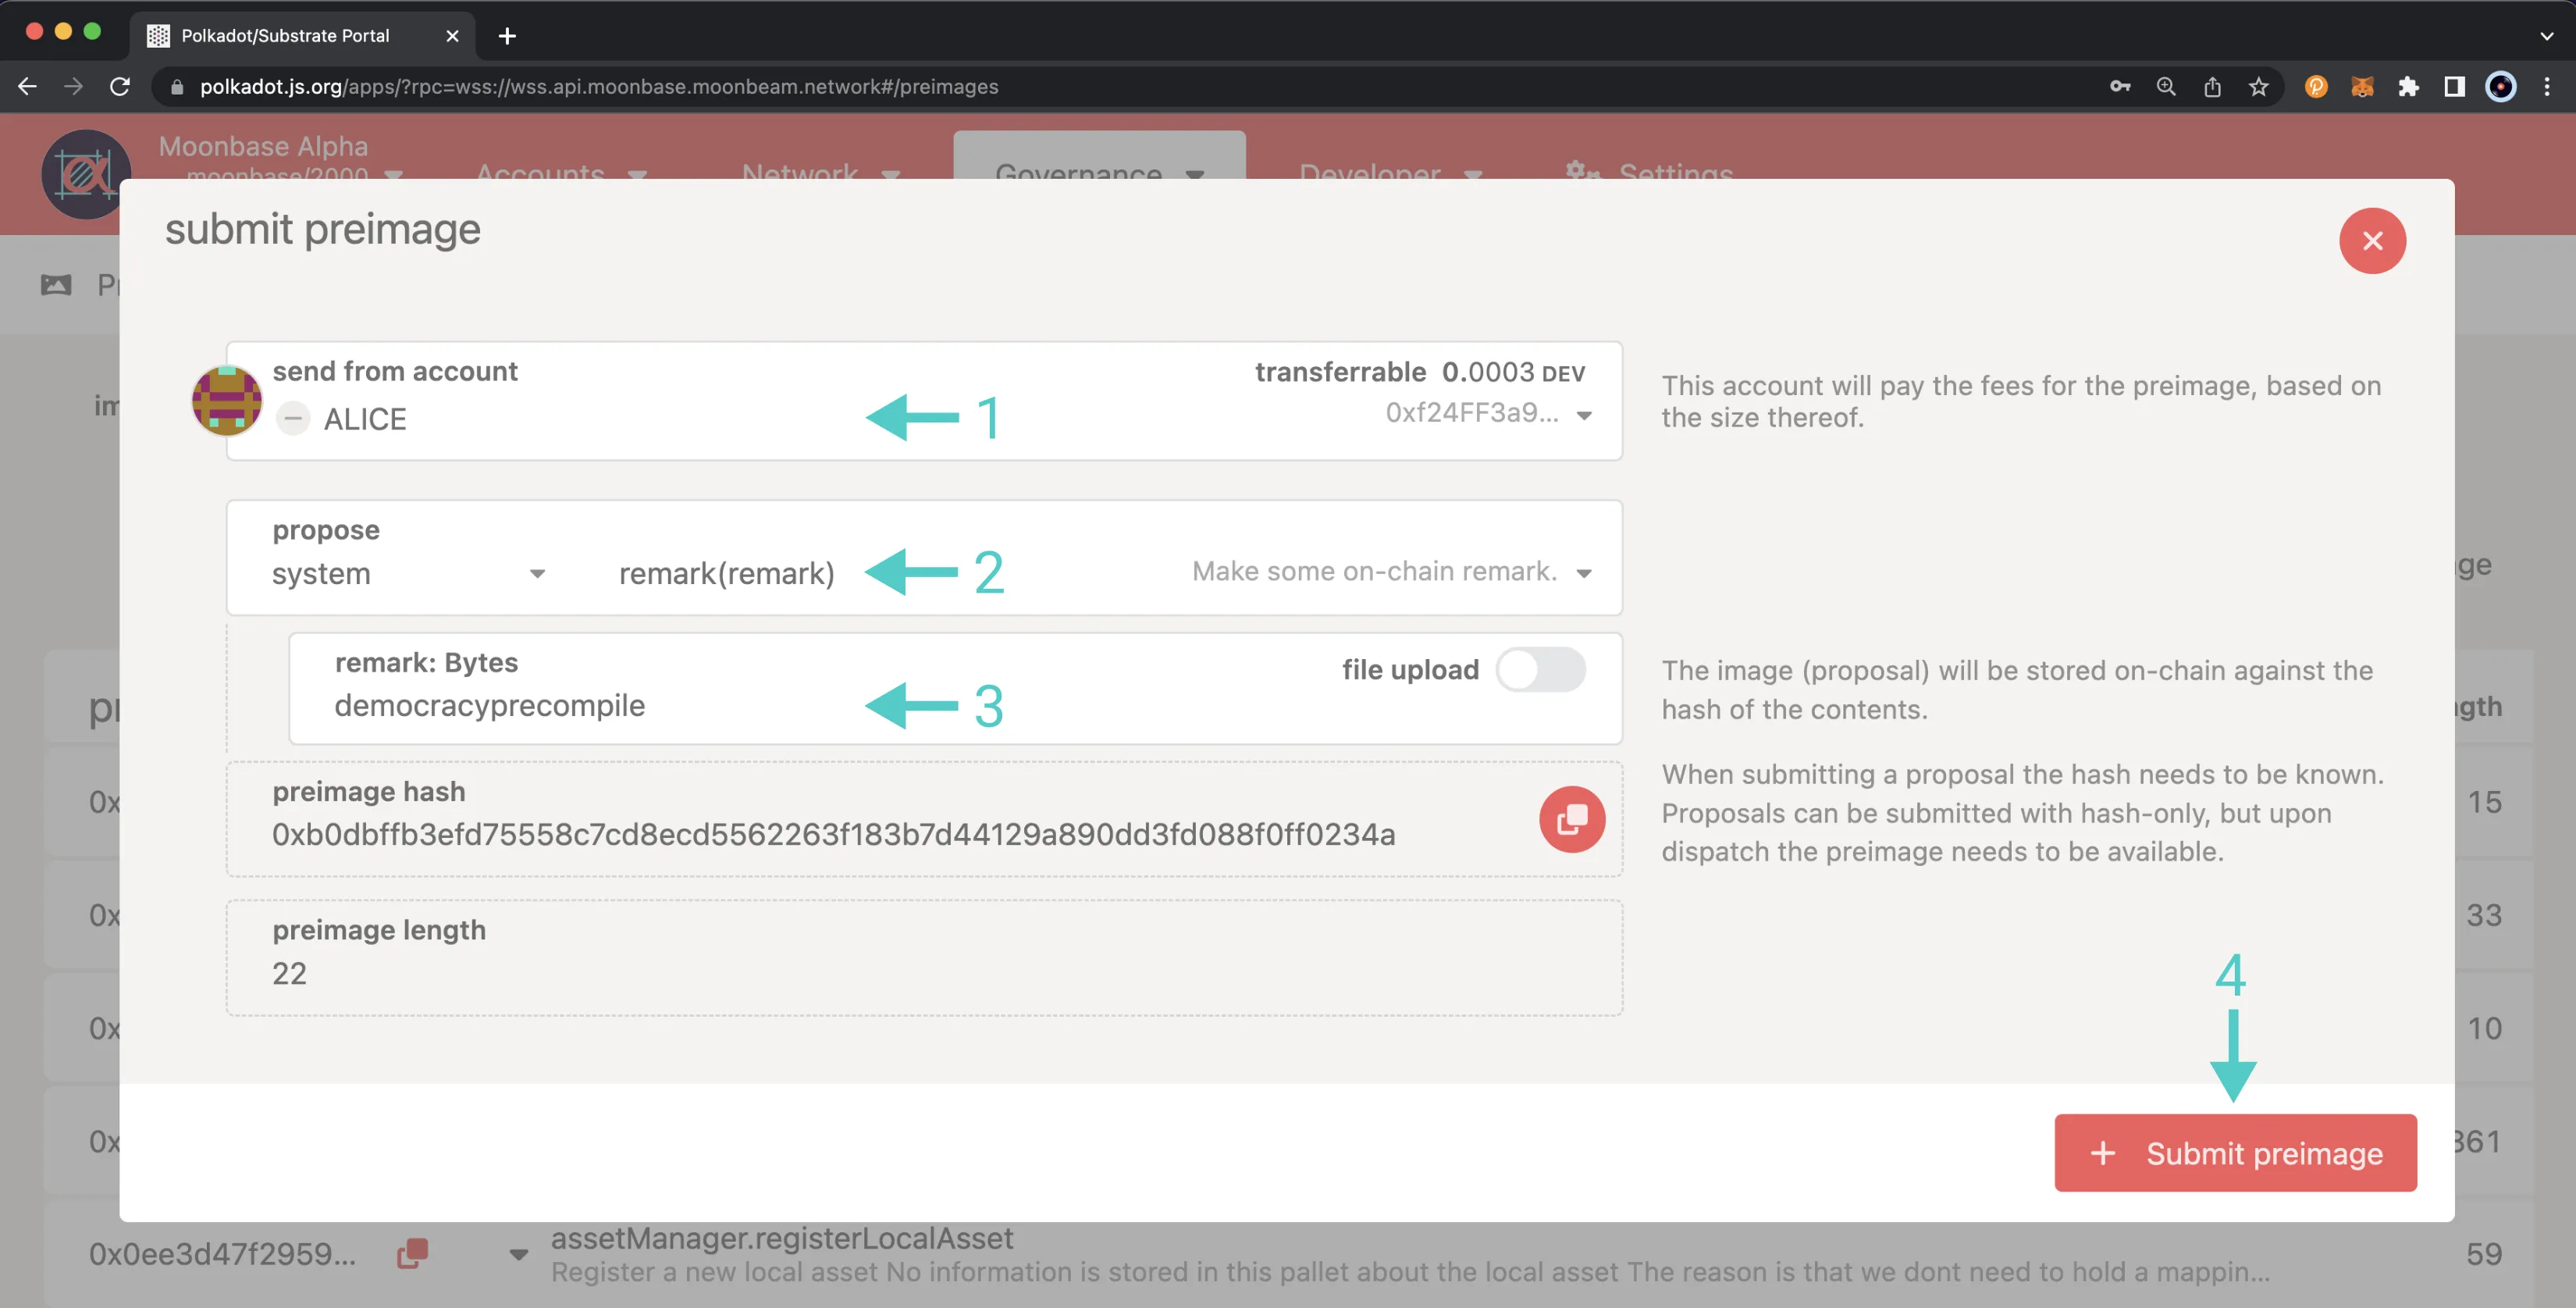 Polkadot/Substrate Portal
polkadot.js.org/apps/?rpc=wss://wss.api.moonbase.moonbeam.network#/preimages
Moonbase Alpha
moonbase/2000
Accounts
Network
Governance
Developer
Settings
submit preimage
send from account
transferrable 0.0003 DEV
ALICE
1
0xf24FF3a9...
This account will pay the fees for the preimage, based on
the size thereof.
propose
system
remark(remark)
2
Make some on-chain remark.
remark: Bytes
file upload
democracyprecompile
3
The image (proposal) will be stored on-chain against the
hash of the contents.
preimage hash
0xb0dbffb3efd75558c7cd8ecd5562263f183b7d44129a890dd3fd088f0ff0234a
When submitting a proposal the hash needs to be known.
Proposals can be submitted with hash-only, but upon
dispatch the preimage needs to be available.
15
preimage length
22
33
4
10
+ Submit preimage
0x0ee3d47f2959...
assetManager.registerLocalAsset
Register a new local asset No information is stored in this pallet about the local asset The reason is that we dont need to hold a mappin...
59